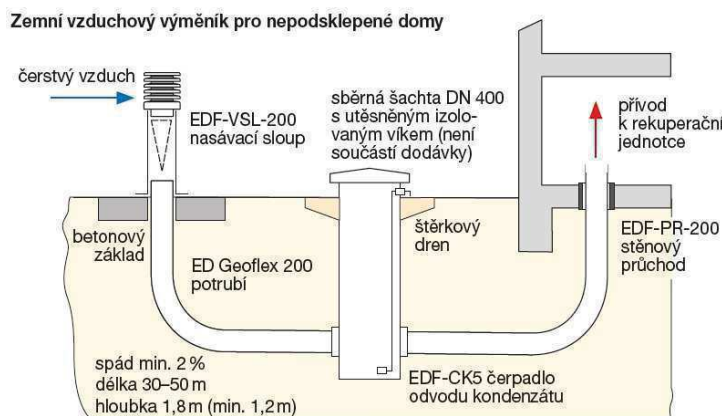 Zemní vzduchový výměník pro nepodsklepené domy
čerstvý vzduch
EDF-VSL-200
nasávací sloup
sběrná šachta DN 400
s utěsněným izolo-
vaným víkem (není
součástí dodávky)
přívod
k rekuperační
jednotce
betonový
základ
štěrkový
dren
EDF-PR-200
stěnový
průchod
ED Geoflex 200
potrubí
spád min. 2 %
délka 30–50 m
hloubka 1,8 m (min. 1,2 m)
EDF-CK5 čerpadlo
odvodu kondenzátu